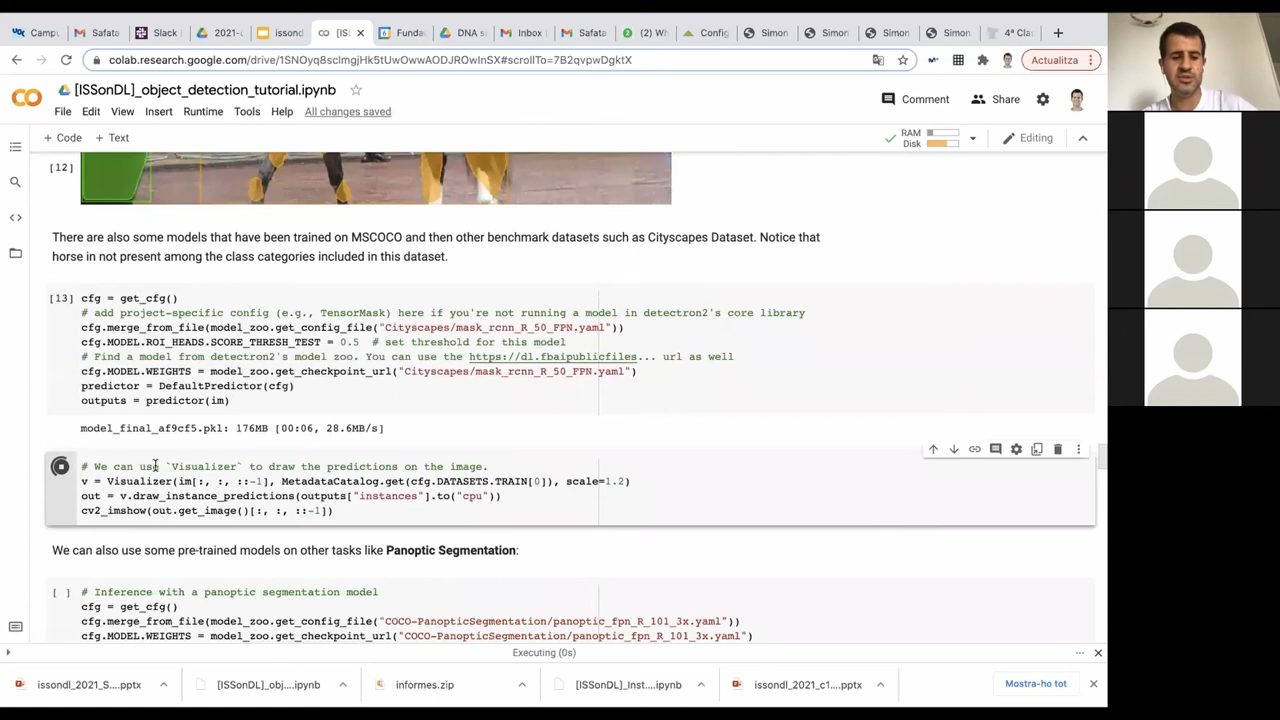 Campu
Safata
Slack
2021-
issond
[IS
Funda
DNA s
Inbox
Safata
(2) Wh
Config
Simon
Simon
Simon
Simon
4ª Clav
colab.research.google.com/drive/1SNOyq8sclmgjHk5tUwOwwAODJROwInSX#scrollTo=7B2qvpwDgktX
Actualitza
[ISSonDL]_object_detection_tutorial.ipynb
File Edit View Insert Runtime Tools Help All changes saved
Comment
Share
+ Code + Text
RAM
Disk
Editing
[12]
There are also some models that have been trained on MSCOCO and then other benchmark datasets such as Cityscapes Dataset. Notice that
horse in not present among the class categories included in this dataset.
[13] cfg = get_cfg()
# add project-specific config (e.g., TensorMask) here if you're not running a model in detectron2's core library
cfg.merge_from_file(model_zoo.get_config_file("Cityscapes/mask_rcnn_R_50_FPN.yaml"))
cfg.MODEL.ROI_HEADS.SCORE_THRESH_TEST = 0.5 # set threshold for this model
# Find a model from detectron2's model zoo. You can use the https://dl.fbaipublicfiles... url as well
cfg.MODEL.WEIGHTS = model_zoo.get_checkpoint_url("Cityscapes/mask_rcnn_R_50_FPN.yaml")
predictor = DefaultPredictor(cfg)
outputs = predictor(im)
model_final_af9cf5.pkl: 176MB [00:06, 28.6MB/s]
# We can use `Visualizer` to draw the predictions on the image.
v = Visualizer(im[:, :, ::-1], MetadataCatalog.get(cfg.DATASETS.TRAIN[0]), scale=1.2)
out = v.draw_instance_predictions(outputs["instances"].to("cpu"))
cv2_imshow(out.get_image()[:, :, ::-1])
We can also use some pre-trained models on other tasks like Panoptic Segmentation:
[ ] # Inference with a panoptic segmentation model
cfg = get_cfg()
cfg.merge_from_file(model_zoo.get_config_file("COCO-PanopticSegmentation/panoptic_fpn_R_101_3x.yaml"))
cfg.MODEL.WEIGHTS = model_zoo.get_checkpoint_url("COCO-PanopticSegmentation/panoptic_fpn_R_101_3x.yaml")
Executing (0s)
issondl_2021_S....pptx
[ISSonDL]_obj....ipynb
informes.zip
[ISSonDL]_Inst....ipynb
issondl_2021_c1....pptx
Mostra-ho tot